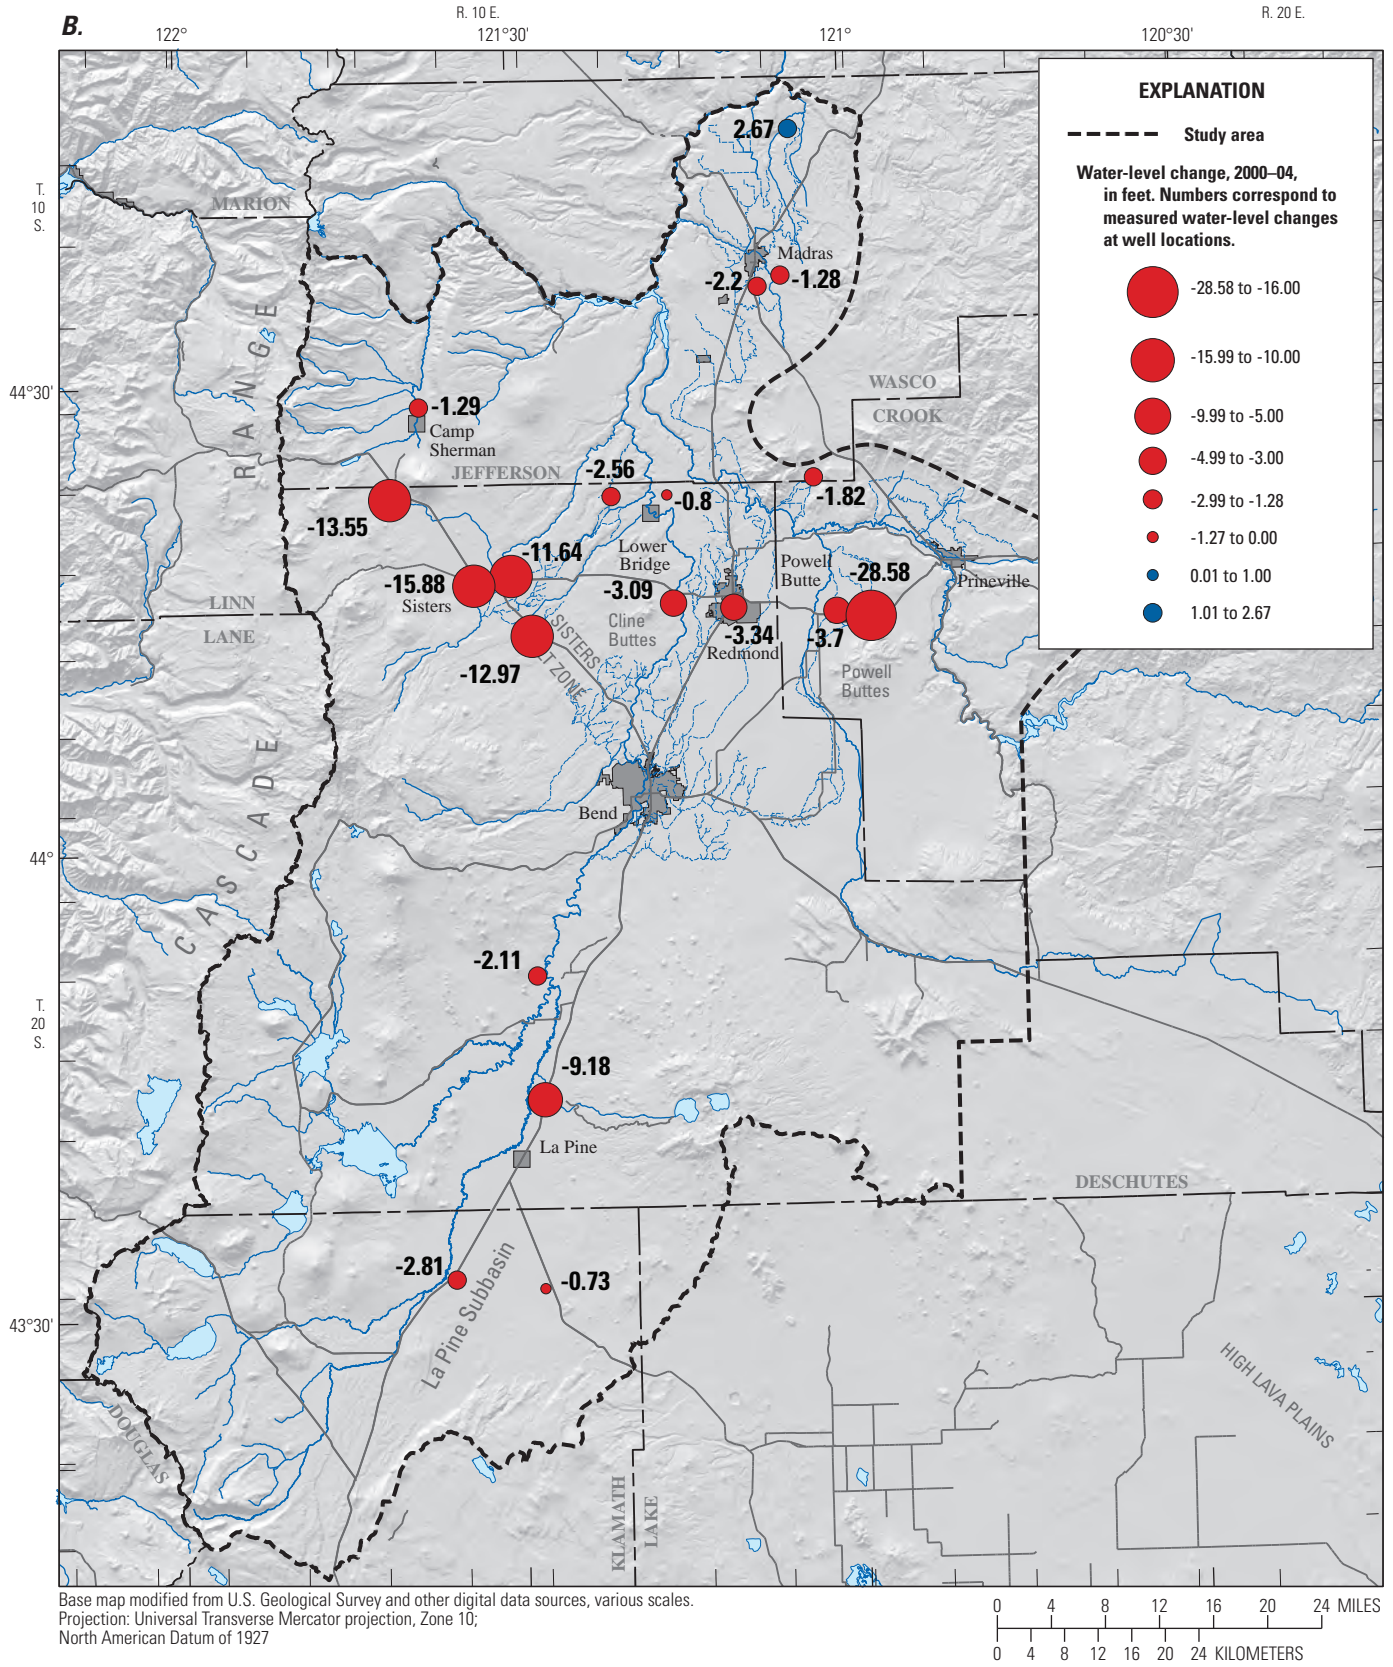 B.
R. 10 E.
R. 20 E.
122°
121°30'
121°
120°30'
EXPLANATION
Study area
Water-level change, 2000–04,
in feet. Numbers correspond to
measured water-level changes
at well locations.
-28.58 to -16.00
-15.99 to -10.00
-9.99 to -5.00
-4.99 to -3.00
-2.99 to -1.28
-1.27 to 0.00
0.01 to 1.00
1.01 to 2.67
2.67
T.
10
S.
MARION
Madras
-2.2
-1.28
44°30'
WASCO
CROOK
-1.29
Camp
Sherman
JEFFERSON
-2.56
-0.8
-1.82
-13.55
-11.64
Lower
Bridge
Powell
Butte
-28.58
Prineville
-15.88
Sisters
-3.09
LINN
LANE
Cline
Buttes
-3.34
Redmond
-3.7
SISTERS
LT ZONE
-12.97
Powell
Buttes
CASCADE RANGE
Bend
44°
-2.11
T.
20
S.
-9.18
La Pine
DESCHUTES
-2.81
-0.73
La Pine Subbasin
43°30'
HIGH LAVA PLAINS
DOUGLAS
KLAMATH
LAKE
Base map modified from U.S. Geological Survey and other digital data sources, various scales.
Projection: Universal Transverse Mercator projection, Zone 10;
North American Datum of 1927
0 4 8 12 16 20 24 MILES
0 4 8 12 16 20 24 KILOMETERS